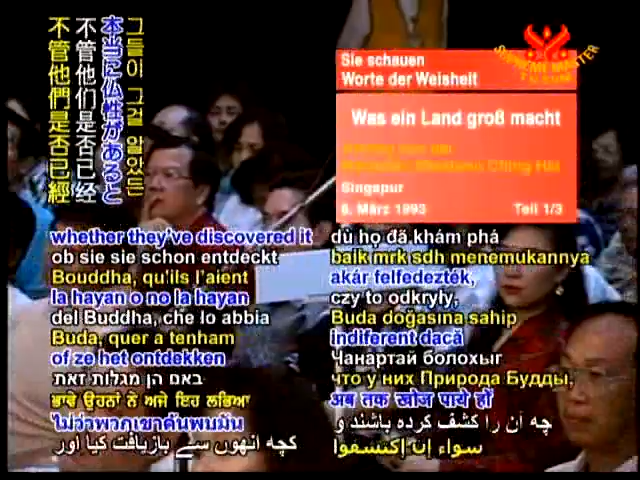 그들이 그걸 알았든
本当に仏性があると
不管他们是否已经
不管他們是否已經
SUPREME MASTER
TELEVISION
Sie schauen
Worte der Weisheit
Was ein Land groß macht
Singapur
6. März 1993 Teil 1/3
whether they've discovered it
ob sie sie schon entdeckt
Bouddha, qu'ils l'aient
la hayan o no la hayan
del Buddha, che lo abbia
Buda, quer a tenham
of ze het ontdekken
באם הן מגלות זאת
ਭਾਵੇ ਉਹਨਾਂ ਨੇ ਅਜੇ ਇਹ ਲਭਿਆ
ไม่ว่าพวกเขาค้นพบมัน
کچھ انھوں سے بازیافت کیا اور
dù họ đã khám phá
baik mrk sdh menemukannya
akár felfedezték,
czy to odkryły,
Buda doğasına sahip
indiferent dacă
Чанартай болохыг
что у них Природа Будды,
अब तक खोज पाये हों
چه آن را کشف کرده باشند و
سواء إن إكتشفوا